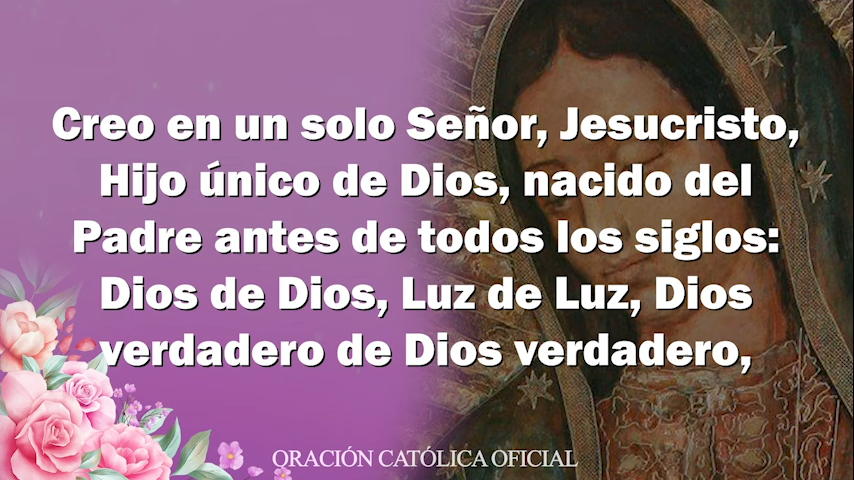 Creo en un solo Señor, Jesucristo,
Hijo único de Dios, nacido del
Padre antes de todos los siglos:
Dios de Dios, Luz de Luz, Dios
verdadero de Dios verdadero,
ORACIÓN CATÓLICA OFICIAL